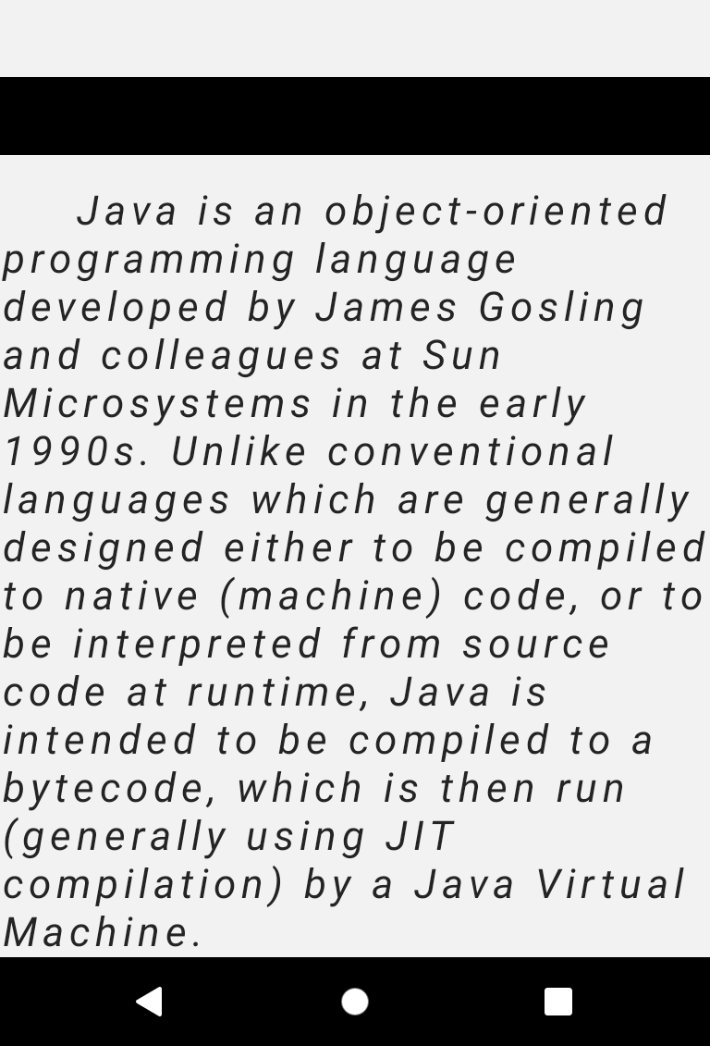 Java is an object-oriented
programming language
developed by James Gosling
and colleagues at Sun
Microsystems in the early
1990s. Unlike conventional
languages which are generally
designed either to be compiled
to native (machine) code, or to
be interpreted from source
code at runtime, Java is
intended to be compiled to a
bytecode, which is then run
(generally using JIT
compilation) by a Java Virtual
Machine.